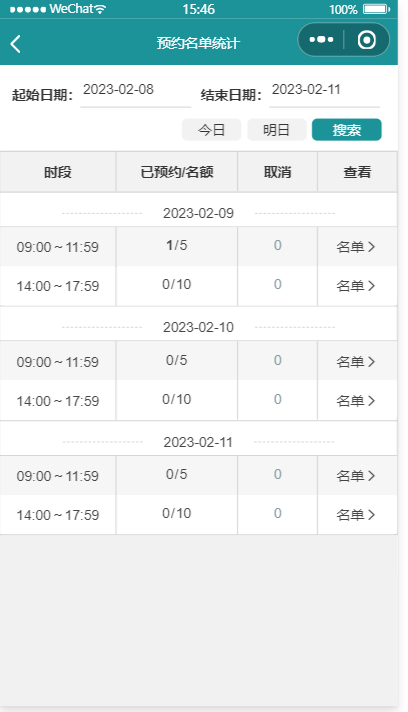 WeChat 15:46 100%
预约名单统计
起始日期: 2023-02-08 结束日期: 2023-02-11
今日 明日 搜索
时段 已预约/名额 取消 查看
2023-02-09
09:00~11:59 1/5 0 名单
14:00~17:59 0/10 0 名单
2023-02-10
09:00~11:59 0/5 0 名单
14:00~17:59 0/10 0 名单
2023-02-11
09:00~11:59 0/5 0 名单
14:00~17:59 0/10 0 名单